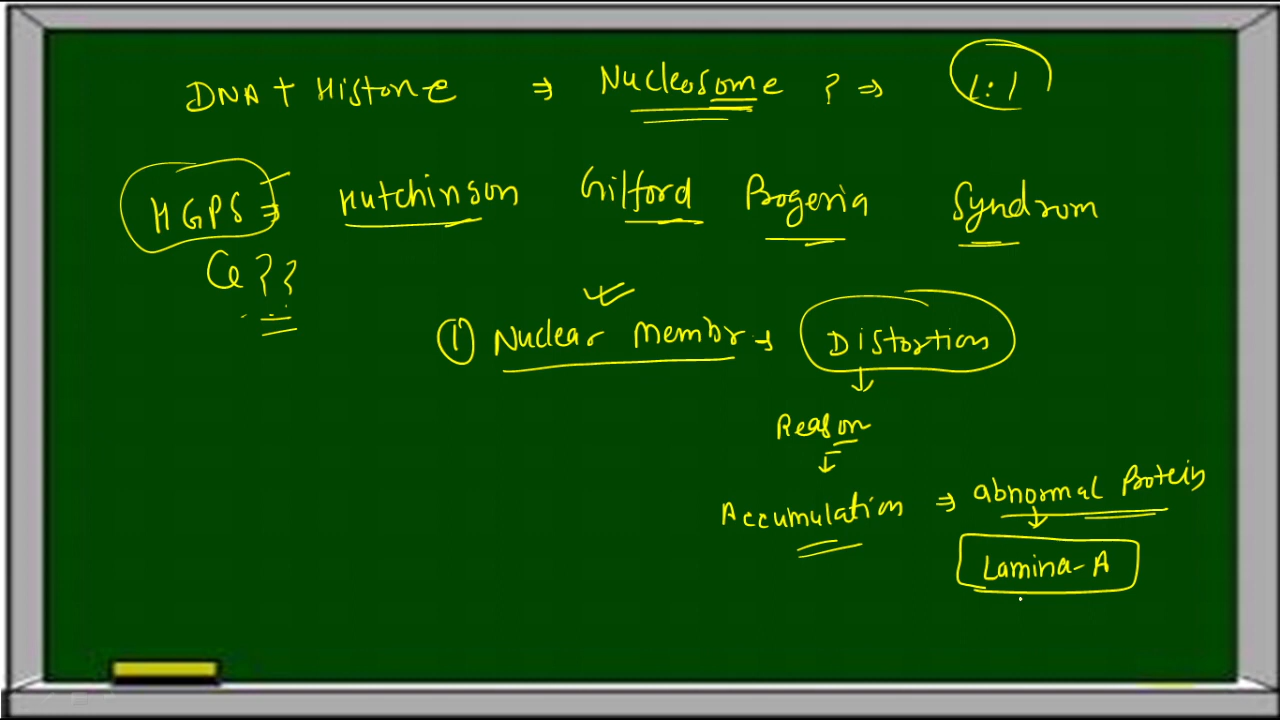 DNA + Histone ⇒ Nucleosome ? ⇒ 1:1
HGPS ⇒ Hutchinson Gilford Progeria Syndrom
??
① Nuclear Membr → Distortion
Reason
Accumulation ⇒ abnormal Protein
Lamina-A